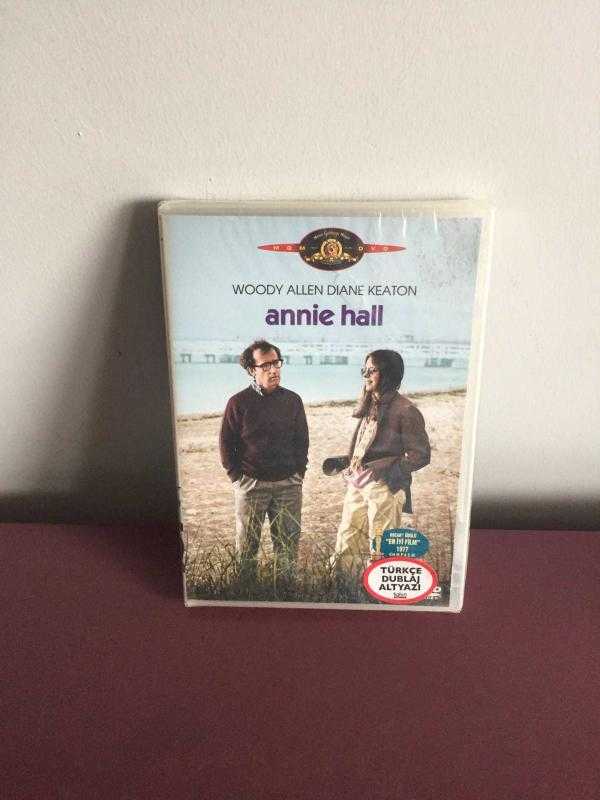 MGM DVD
WOODY ALLEN DIANE KEATON
annie hall
"EN İYİ FİLM"
1977
TÜRKÇE
DUBLAJ
ALTYAZI